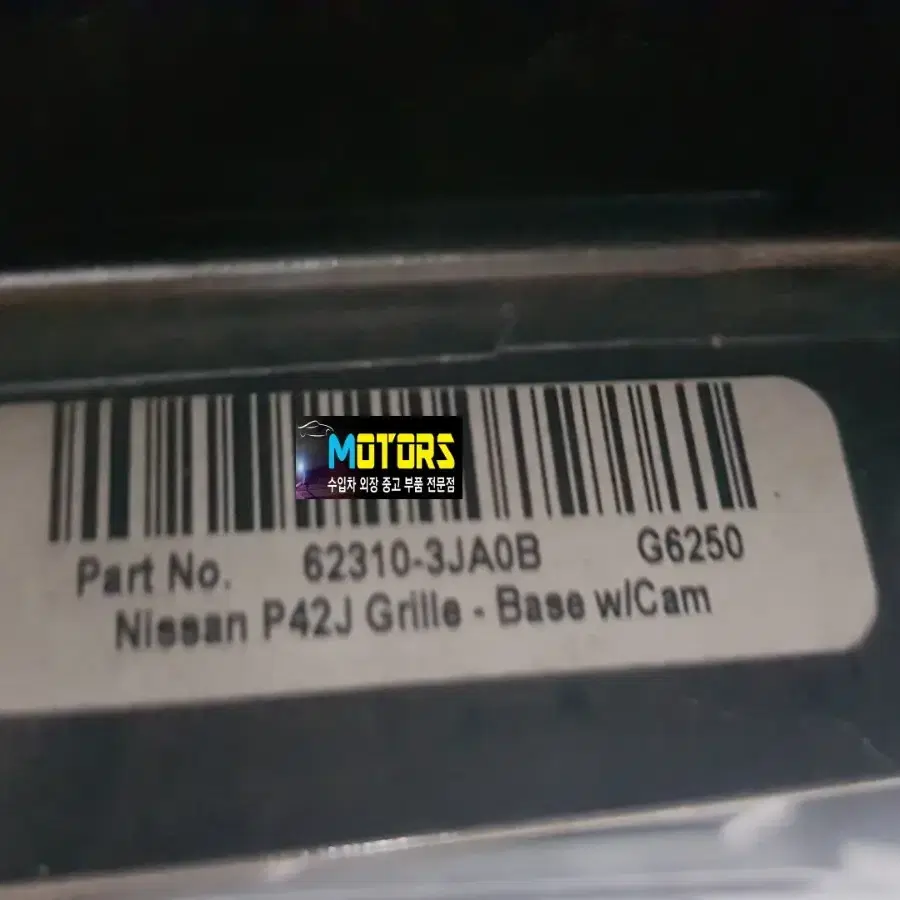 MOTORS
수입차 외장 중고 부품 전문점
Part No. 62310-3JA0B G6250
Nissan P42J Grille - Base w/Cam